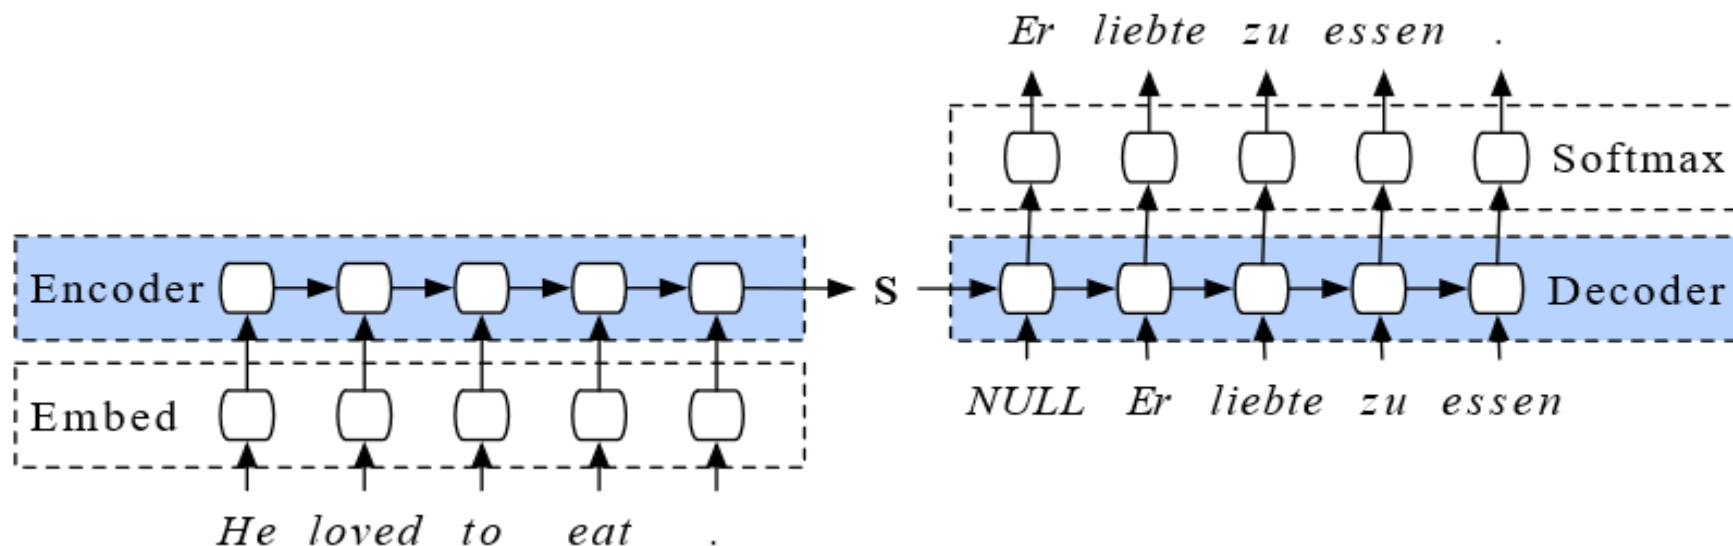 Er liebte zu essen .
Softmax
Encoder
S
Decoder
Embed
NULL Er liebte zu essen
He loved to eat .